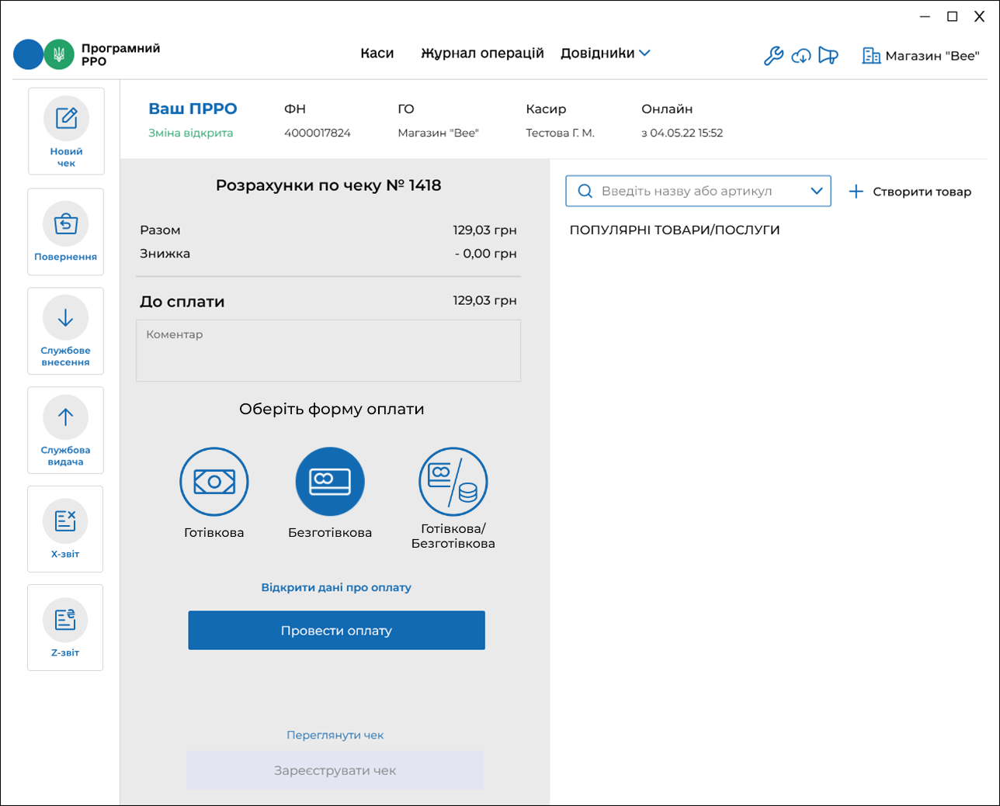 Програмний
РРО
Каси
Журнал операцій
Довідники
Магазин "Bee"
Новий
чек
Повернення
Службове
внесення
Службова
видача
X-звіт
Z-звіт
Ваш ПРРО
Зміна відкрита
ФН
4000017824
ГО
Магазин "Bee"
Касир
Тестова Г. М.
Онлайн
з 04.05.22 15:52
Розрахунки по чеку № 1418
Разом 129,03 грн
Знижка - 0,00 грн
До сплати 129,03 грн
Коментар
Оберіть форму оплати
Готівкова
Безготівкова
Готівкова/
Безготівкова
Відкрити дані про оплату
Провести оплату
Переглянути чек
Зареєструвати чек
Введіть назву або артикул
Створити товар
ПОПУЛЯРНІ ТОВАРИ/ПОСЛУГИ